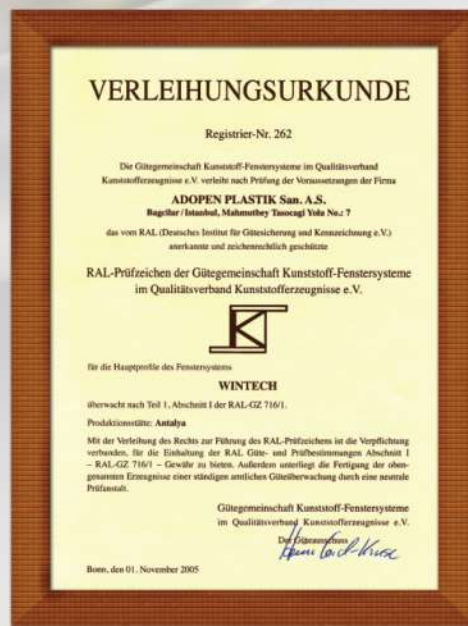 VERLEIHUNGSURKUNDE
Registrier-Nr. 262
Die Gütegemeinschaft Kunststoff-Fenstersysteme im Qualitätsverband
Kunststofferzeugnisse e.V. verleiht nach Prüfung der Voraussetzungen der Firma
ADOPEN PLASTIK San. A.S.
Bagcilar / Istanbul, Mahmutbey Tasocagi Yolu No.: 7
das vom RAL (Deutsches Institut für Gütesicherung und Kennzeichnung e.V.)
anerkannte und zeichenrechtlich geschützte
RAL-Prüfzeichen der Gütegemeinschaft Kunststoff-Fenstersysteme
im Qualitätsverband Kunststofferzeugnisse e.V.
K
für die Hauptprofile des Fenstersystems
WINTECH
überwacht nach Teil 1, Abschnitt I der RAL-GZ 716/1.
Produktionsstätte: Antalya
Mit der Verleihung des Rechts zur Führung des RAL-Prüfzeichens ist die Verpflichtung
verbunden, für die Einhaltung der RAL Güte- und Prüfbestimmungen Abschnitt I
– RAL-GZ 716/1 – Gewähr zu bieten. Außerdem unterliegt die Fertigung der oben-
genannten Erzeugnisse einer ständigen amtlichen Güteüberwachung durch eine neutrale
Prüfanstalt.
Gütegemeinschaft Kunststoff-Fenstersysteme
im Qualitätsverband Kunststofferzeugnisse e.V.
Der Güteausschuss
Bonn, den 01. November 2005